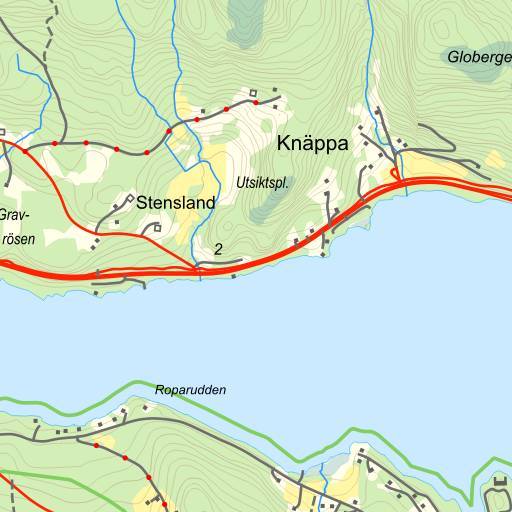 Globerge
Knäppa
Utsiktspl.
Stensland
Grav-
rösen
2
Roparudden